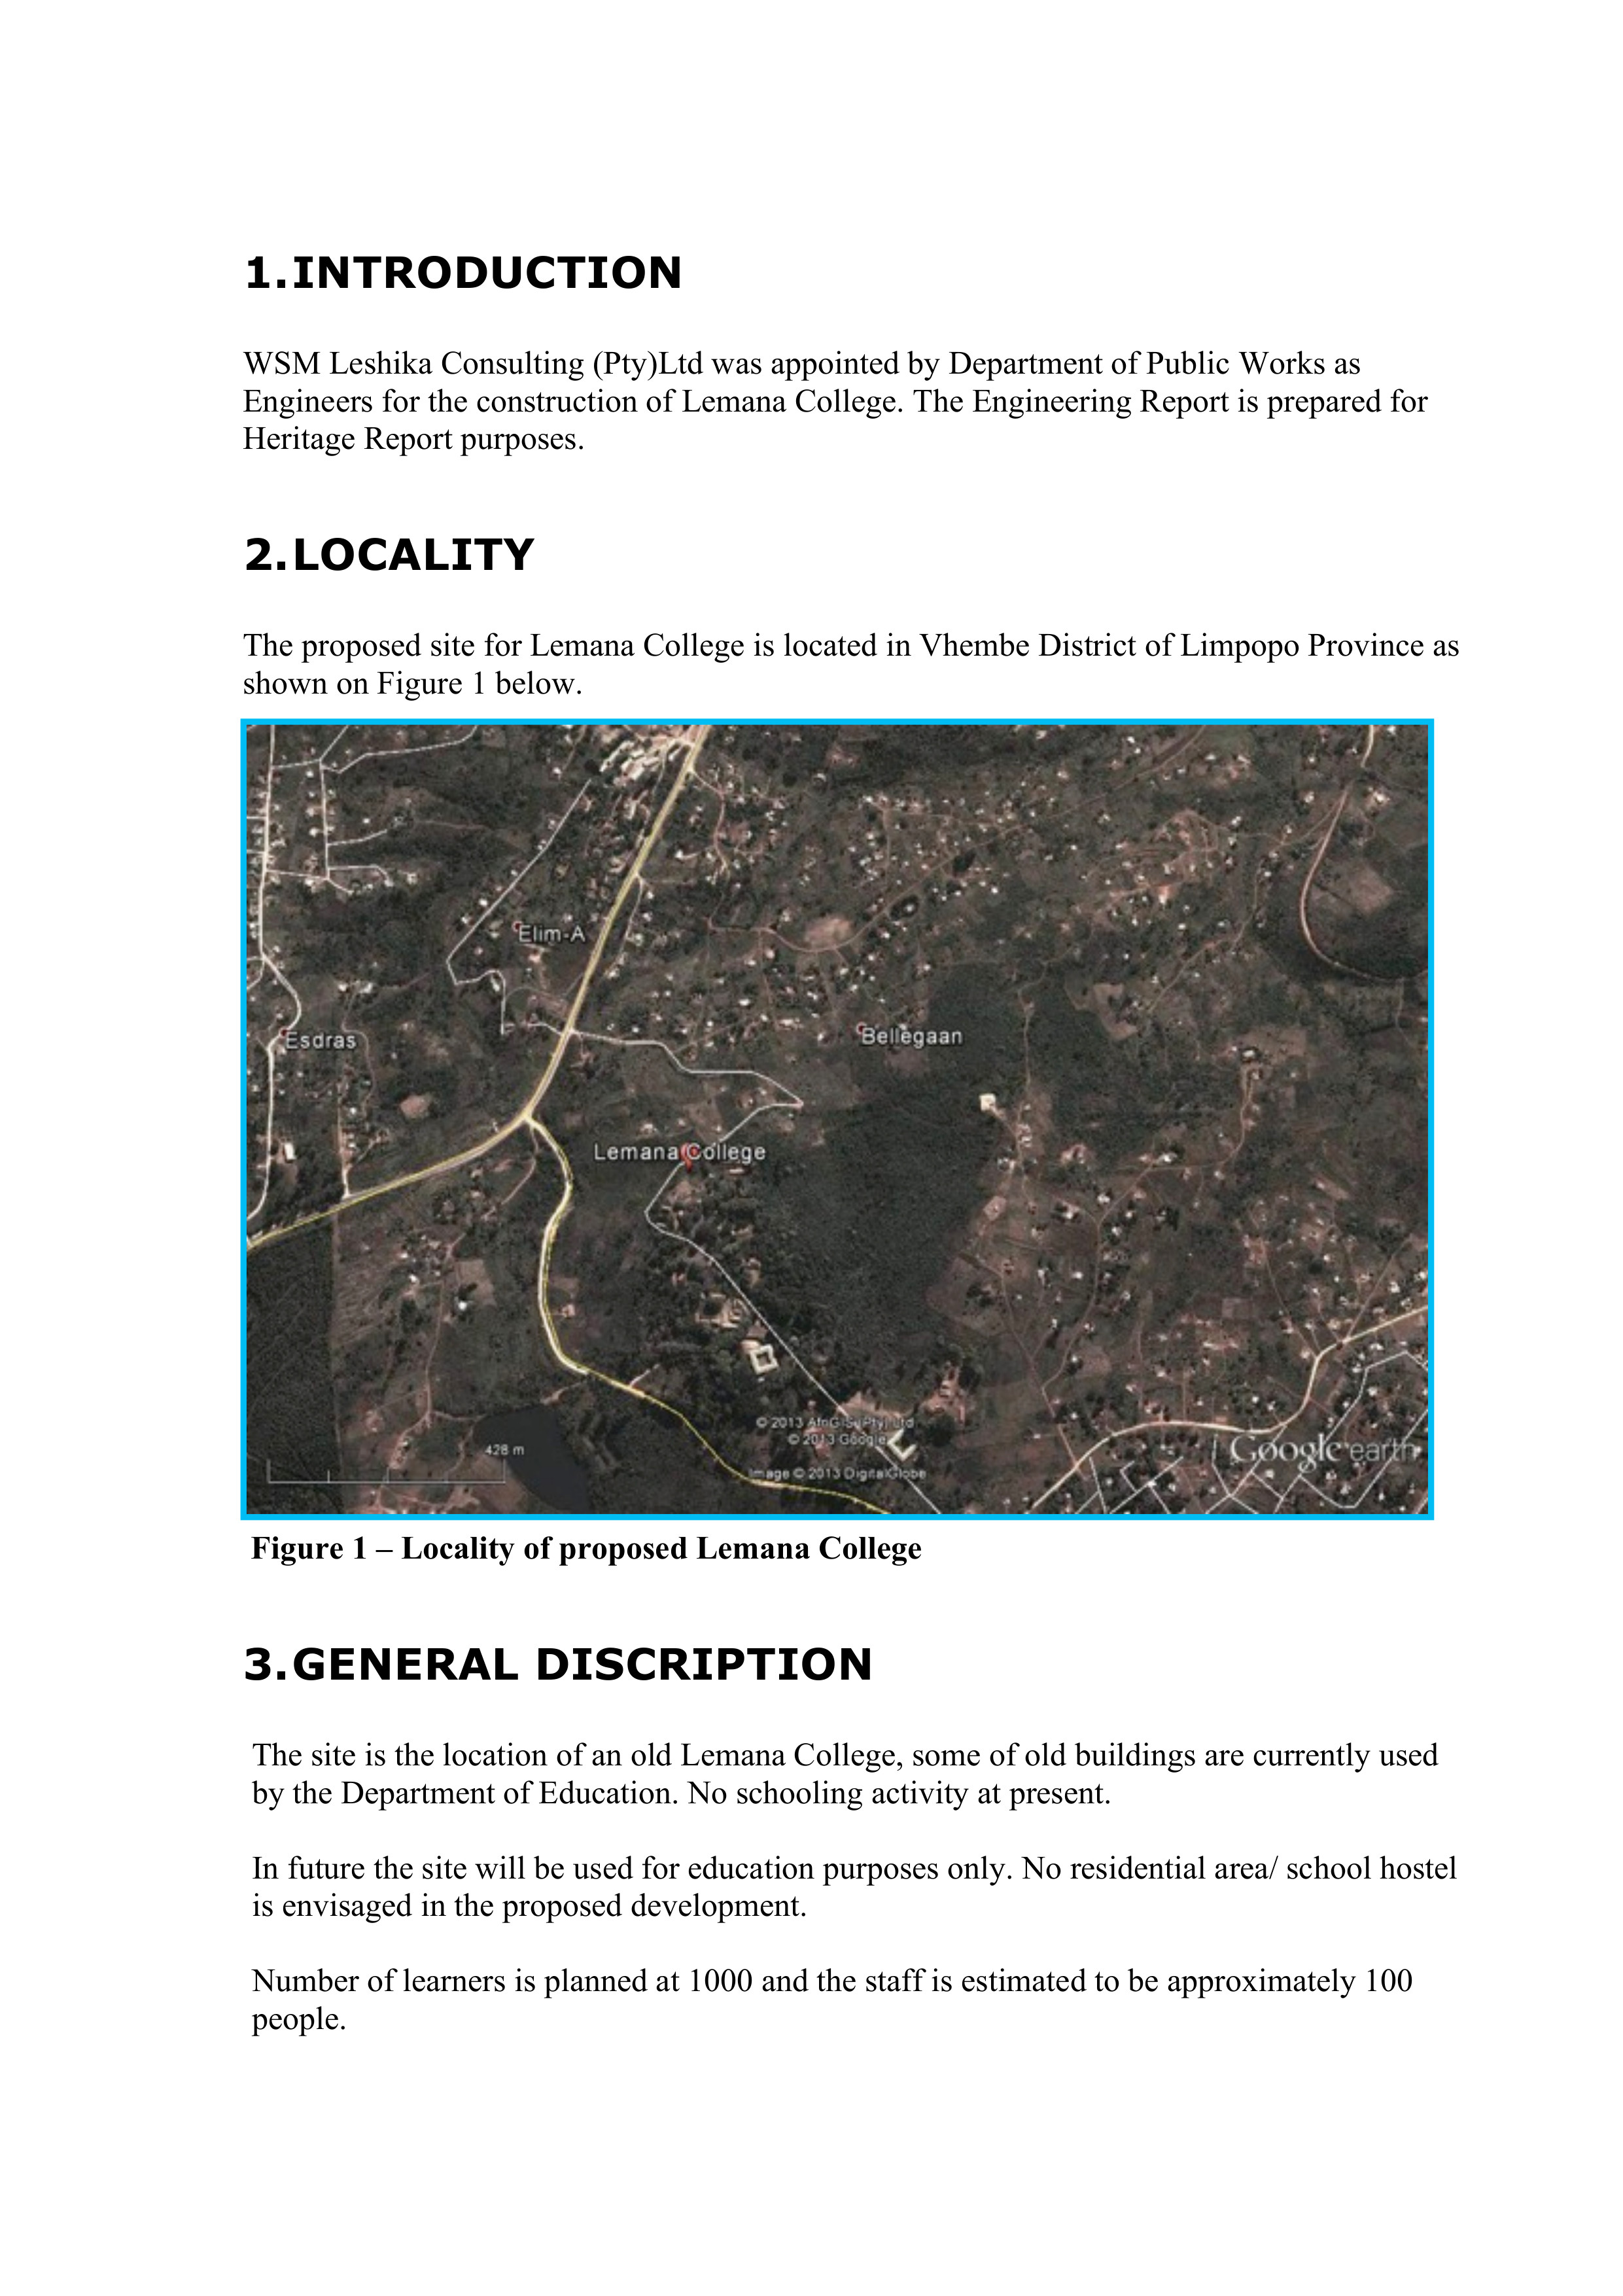 1. INTRODUCTION
WSM Leshika Consulting (Pty)Ltd was appointed by Department of Public Works as
Engineers for the construction of Lemana College. The Engineering Report is prepared for
Heritage Report purposes.
2. LOCALITY
The proposed site for Lemana College is located in Vhembe District of Limpopo Province as
shown on Figure 1 below.
Elim-A
Esdras
Bellegaan
Lemana College
© 2013 AfriGIS (Pty) Ltd
© 2013 Google
Image © 2013 DigitalGlobe
428 m
Google earth
Figure 1 – Locality of proposed Lemana College
3. GENERAL DISCRIPTION
The site is the location of an old Lemana College, some of old buildings are currently used
by the Department of Education. No schooling activity at present.
In future the site will be used for education purposes only. No residential area/ school hostel
is envisaged in the proposed development.
Number of learners is planned at 1000 and the staff is estimated to be approximately 100
people.